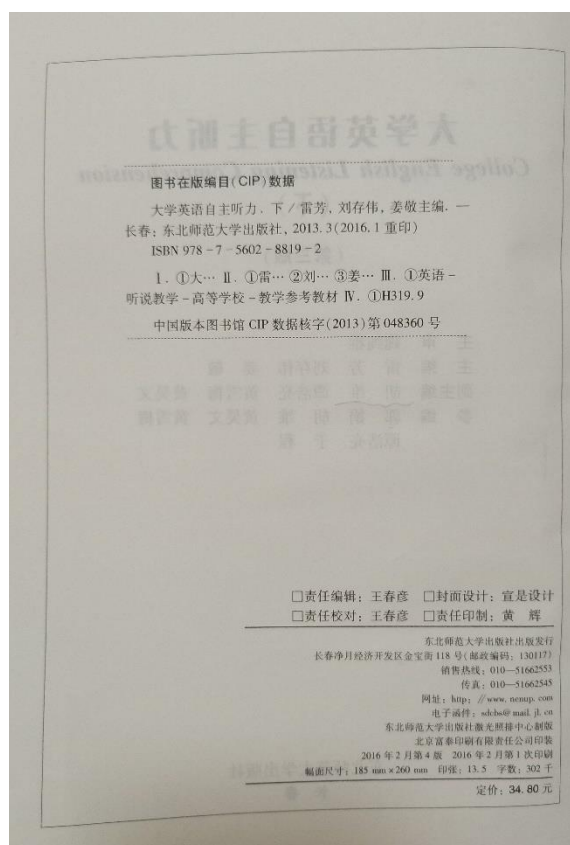 图书在版编目(CIP)数据
大学英语自主听力. 下/雷芳, 刘存伟, 姜敬主编. —
长春: 东北师范大学出版社, 2013.3(2016.1 重印)
ISBN 978-7-5602-8819-2
Ⅰ. ①大… Ⅱ. ①雷… ②刘… ③姜… Ⅲ. ①英语-
听说教学-高等学校-教学参考教材 Ⅳ. ①H319.9
中国版本图书馆 CIP 数据核字(2013)第 048360 号
□责任编辑: 王春彦 □封面设计: 宣是设计
□责任校对: 王春彦 □责任印制: 黄 辉
东北师范大学出版社出版发行
长春净月经济开发区金宝街 118 号(邮政编码: 130117)
销售热线: 010—51662553
传真: 010—51662545
网址: http: //www. nenup. com
电子函件: sdcbs@mail. jl. cn
东北师范大学出版社激光照排中心制版
北京富泰印刷有限责任公司印装
2016 年 2 月第 4 版 2016 年 2 月第 1 次印刷
幅面尺寸: 185 mm×260 mm 印张: 13.5 字数: 302 千
定价: 34.80 元